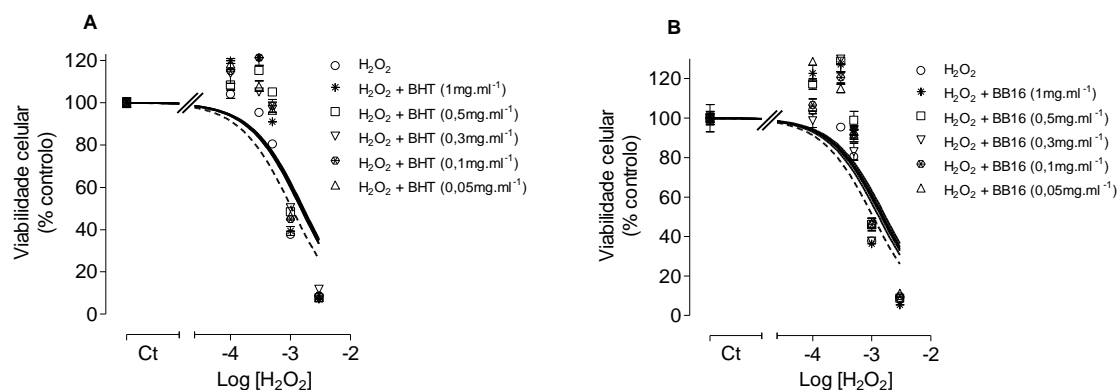 A
Viabilidade celular
(% controlo)
120
100
80
60
40
20
0
Ct
-4
-3
-2
Log [H₂O₂]
H₂O₂
H₂O₂ + BHT (1mg.ml⁻¹)
H₂O₂ + BHT (0,5mg.ml⁻¹)
H₂O₂ + BHT (0,3mg.ml⁻¹)
H₂O₂ + BHT (0,1mg.ml⁻¹)
H₂O₂ + BHT (0,05mg.ml⁻¹)
B
Viabilidade celular
(% controlo)
120
100
80
60
40
20
0
Ct
-4
-3
-2
Log [H₂O₂]
H₂O₂
H₂O₂ + BB16 (1mg.ml⁻¹)
H₂O₂ + BB16 (0,5mg.ml⁻¹)
H₂O₂ + BB16 (0,3mg.ml⁻¹)
H₂O₂ + BB16 (0,1mg.ml⁻¹)
H₂O₂ + BB16 (0,05mg.ml⁻¹)